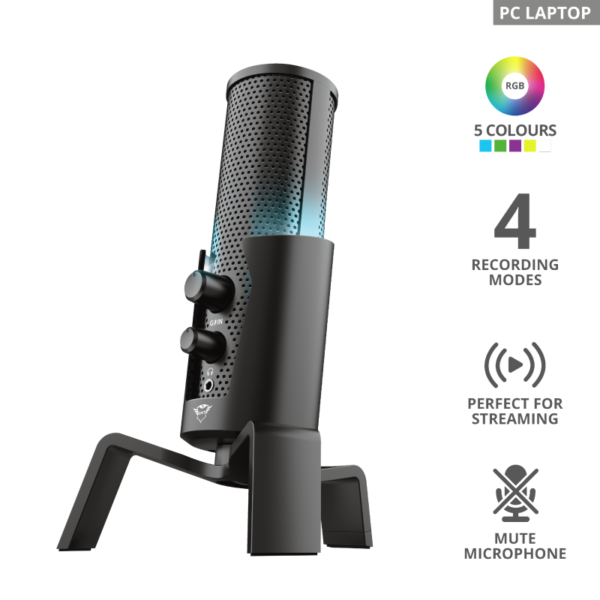 PC LAPTOP
RGB
5 COLOURS
4
RECORDING
MODES
GAIN
PERFECT FOR
STREAMING
MUTE
MICROPHONE